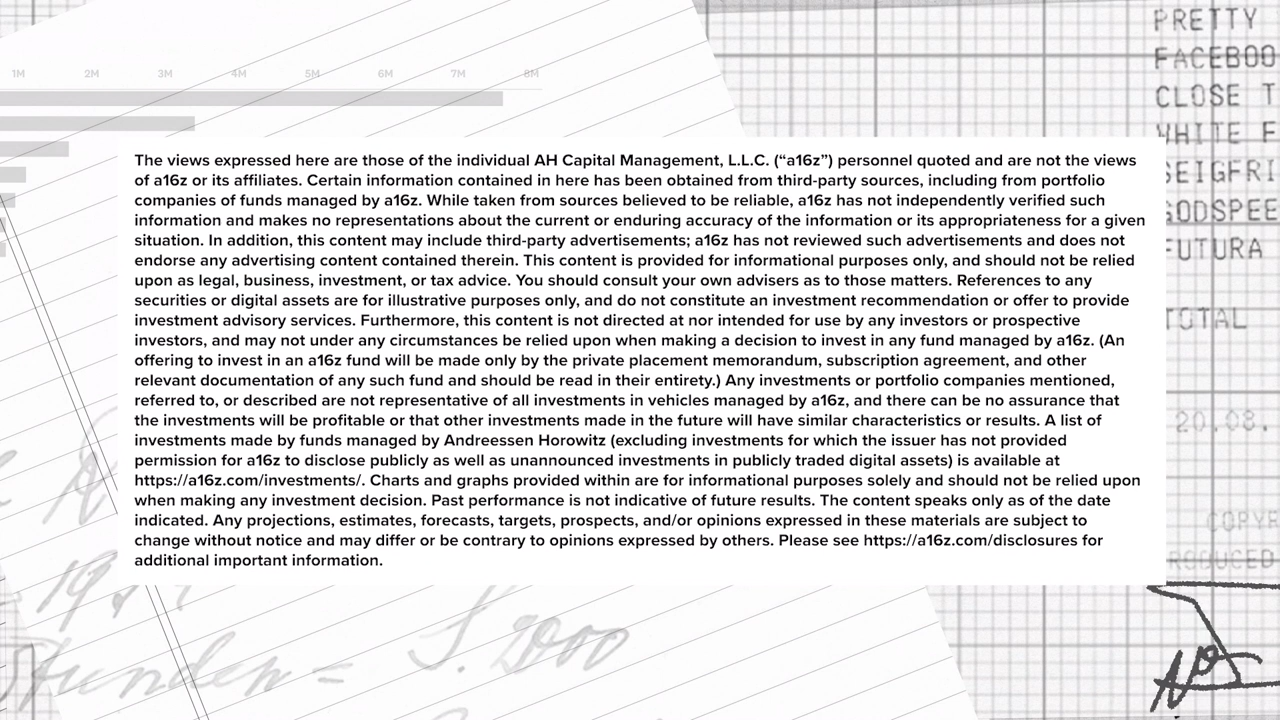 1M 2M 3M 4M 5M 6M 7M 8M
PRETTY
CLOSE T
The views expressed here are those of the individual AH Capital Management, L.L.C. (“a16z”) personnel quoted and are not the views
of a16z or its affiliates. Certain information contained in here has been obtained from third-party sources, including from portfolio
companies of funds managed by a16z. While taken from sources believed to be reliable, a16z has not independently verified such
information and makes no representations about the current or enduring accuracy of the information or its appropriateness for a given
situation. In addition, this content may include third-party advertisements; a16z has not reviewed such advertisements and does not
endorse any advertising content contained therein. This content is provided for informational purposes only, and should not be relied
upon as legal, business, investment, or tax advice. You should consult your own advisers as to those matters. References to any
securities or digital assets are for illustrative purposes only, and do not constitute an investment recommendation or offer to provide
investment advisory services. Furthermore, this content is not directed at nor intended for use by any investors or prospective
investors, and may not under any circumstances be relied upon when making a decision to invest in any fund managed by a16z. (An
offering to invest in an a16z fund will be made only by the private placement memorandum, subscription agreement, and other
relevant documentation of any such fund and should be read in their entirety.) Any investments or portfolio companies mentioned,
referred to, or described are not representative of all investments in vehicles managed by a16z, and there can be no assurance that
the investments will be profitable or that other investments made in the future will have similar characteristics or results. A list of
investments made by funds managed by Andreessen Horowitz (excluding investments for which the issuer has not provided
permission for a16z to disclose publicly as well as unannounced investments in publicly traded digital assets) is available at
https://a16z.com/investments/. Charts and graphs provided within are for informational purposes solely and should not be relied upon
when making any investment decision. Past performance is not indicative of future results. The content speaks only as of the date
indicated. Any projections, estimates, forecasts, targets, prospects, and/or opinions expressed in these materials are subject to
change without notice and may differ or be contrary to opinions expressed by others. Please see https://a16z.com/disclosures for
additional important information.
FACEBOO
WHITE F
SEIGFRI
GODSPEE
FUTURA
TOTAL
20.08.
COPYR